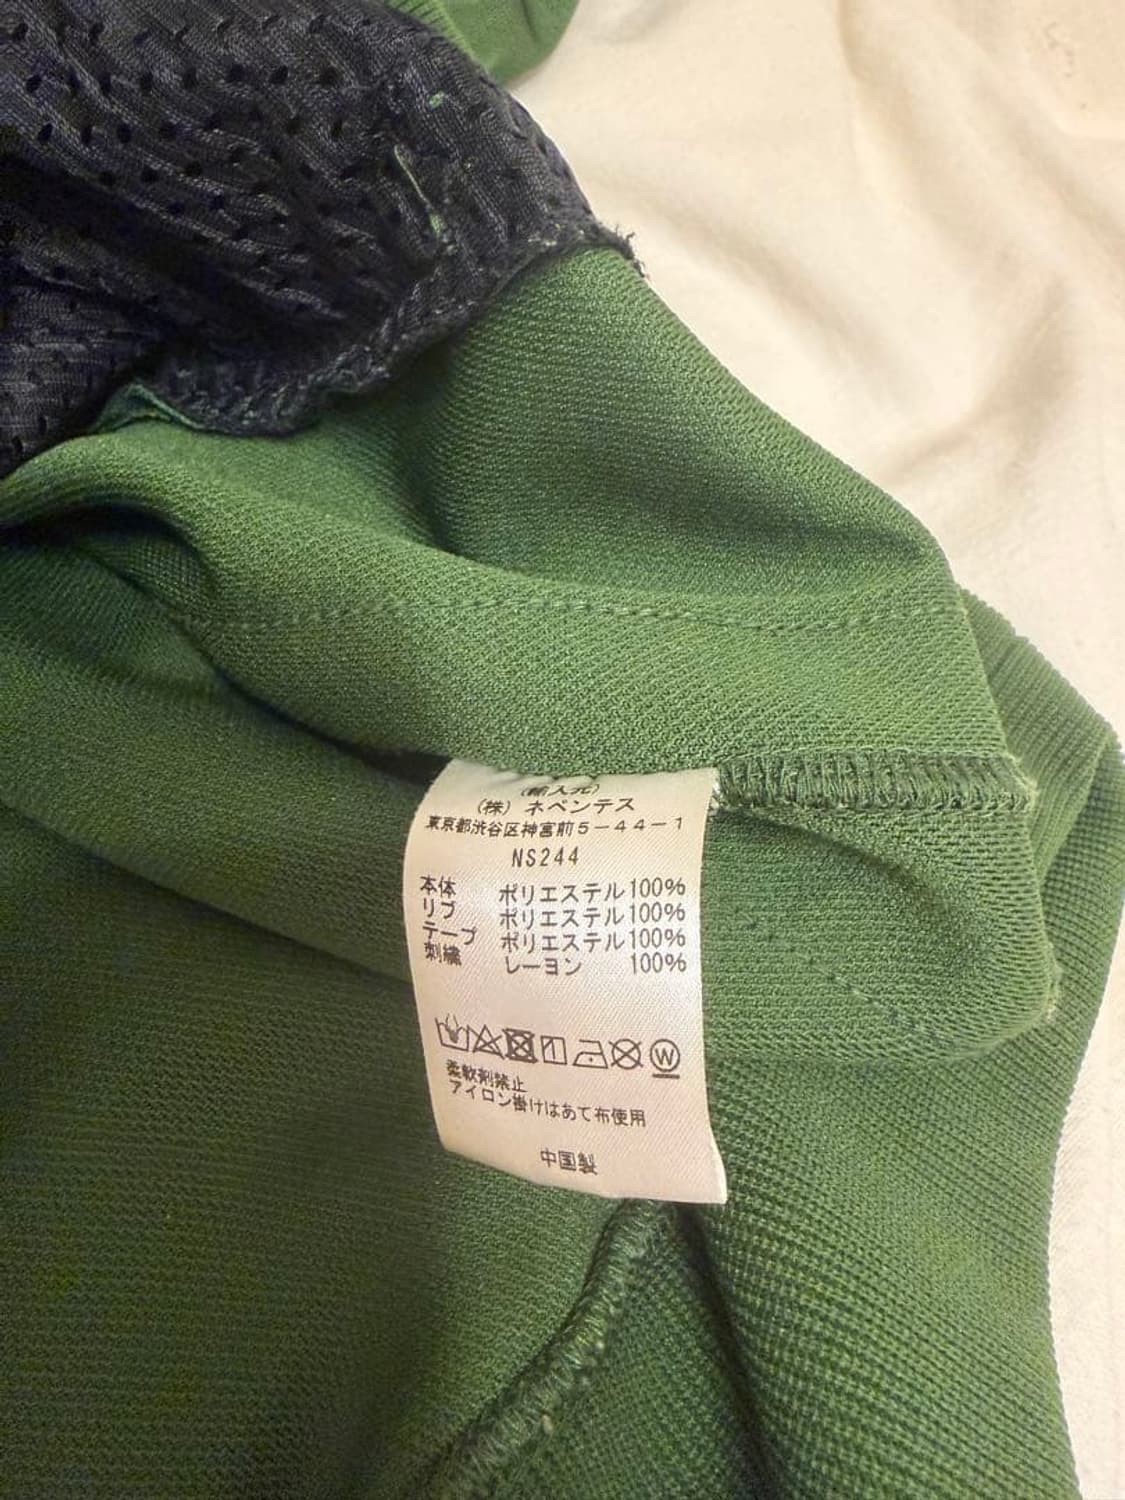 （輸入元）
（株）ネペンテス
東京都渋谷区神宮前５－４４－１
NS244
本体 ポリエステル100%
リブ ポリエステル100%
テープ ポリエステル100%
刺繍 レーヨン 100%
W
柔軟剤禁止
アイロン掛けはあて布使用
中国製